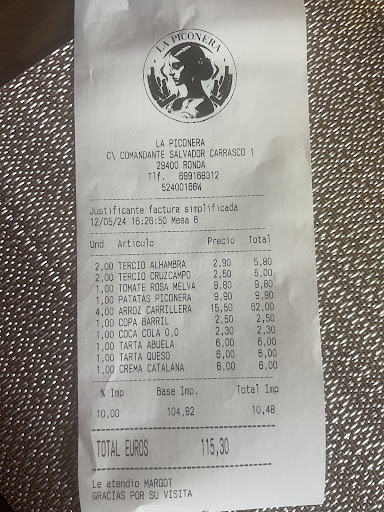 LA PICONERA
LA PICONERA
C\ COMANDANTE SALVADOR CARRASCO 1
29400 RONDA
Tlf. 699169312
52400166W
Justificante factura simplificada
12/05/24 16:26:50 Mesa 6
Und Articulo Precio Total
2,00 TERCIO ALHAMBRA 2,90 5,80
2,00 TERCIO CRUZCAMPO 2,50 5,00
1,00 TOMATE ROSA MELVA 9,80 9,80
1,00 PATATAS PICONERA 9,90 9,90
4,00 ARROZ CARRILLERA 15,50 62,00
1,00 COPA BARRIL 2,50 2,50
1,00 COCA COLA 0,0 2,30 2,30
1,00 TARTA ABUELA 6,00 6,00
1,00 TARTA QUESO 6,00 6,00
1,00 CREMA CATALANA 6,00 6,00
% Imp Base Imp. Total Imp
10,00 104,82 10,48
TOTAL EUROS 115,30
Le atendio MARGOT
GRACIAS POR SU VISITA